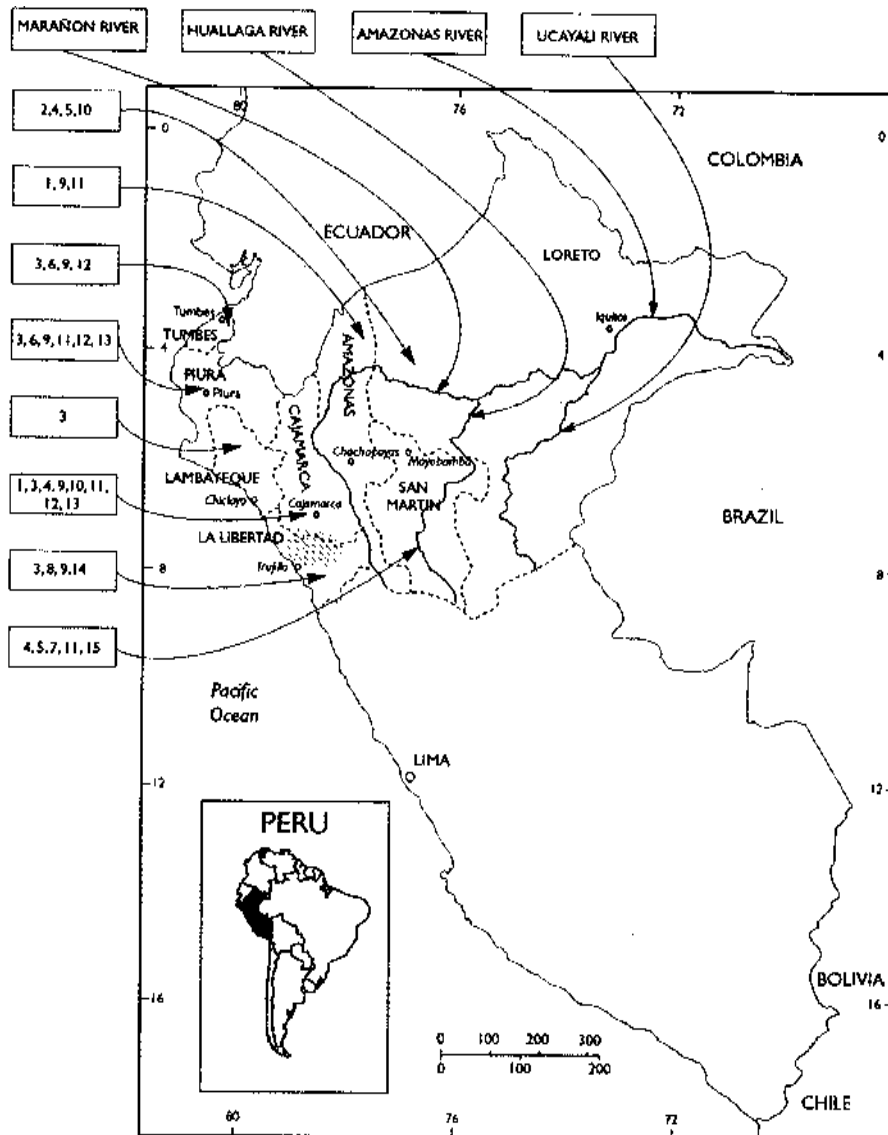 MARAÑON RIVER
HUALLAGA RIVER
AMAZONAS RIVER
UCAYALI RIVER
80
76
72
2,4,5,10
0
0
COLOMBIA
1,9,11
ECUADOR
LORETO
3,6,9,12
Tumbes
TUMBES
Iquitos
3,6,9,11,12,13
4
4
AMAZONAS
PIURA
Piura
3
CAJAMARCA
Chachapoyas
Moyobamba
LAMBAYEQUE
SAN
MARTIN
1,3,4,9,10,11,
12,13
Chiclayo
Cajamarca
BRAZIL
LA LIBERTAD
3,8,9,14
8
Trujillo
8
4,5,7,11,15
Pacific
Ocean
LIMA
12
12
PERU
BOLIVIA
16
16
0 100 200 300
0 100 200
CHILE
80
76
72